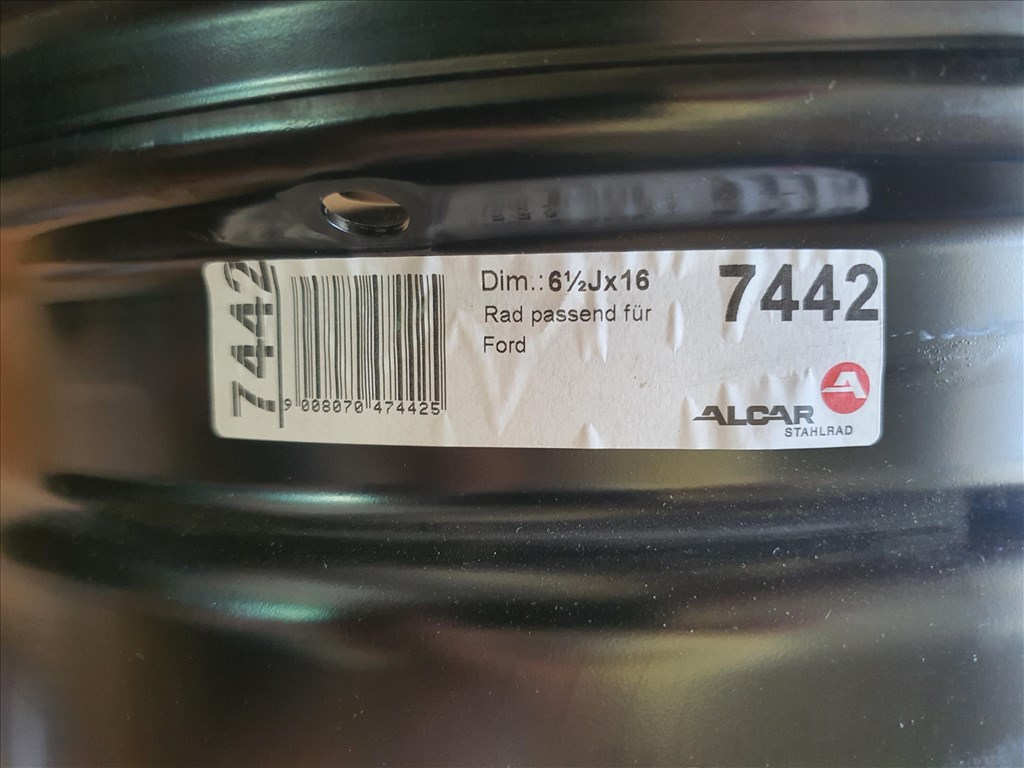 7442
9 008070 474425
Dim.: 6½Jx16
Rad passend für
Ford
7442
ALCAR
STAHLRAD